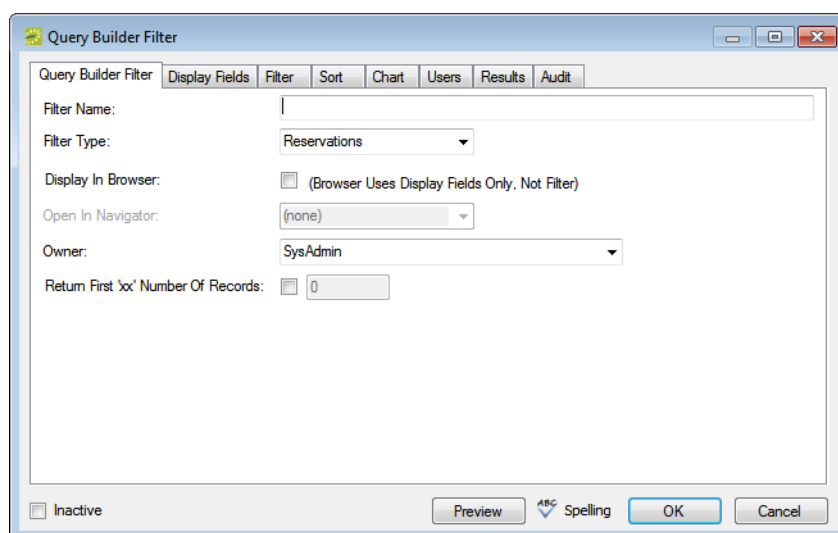 Query Builder Filter
Query Builder Filter Display Fields Filter Sort Chart Users Results Audit
Filter Name:
Filter Type: Reservations
Display In Browser: (Browser Uses Display Fields Only, Not Filter)
Open In Navigator: (none)
Owner: SysAdmin
Return First 'xx' Number Of Records: 0
Inactive Preview ABC Spelling OK Cancel